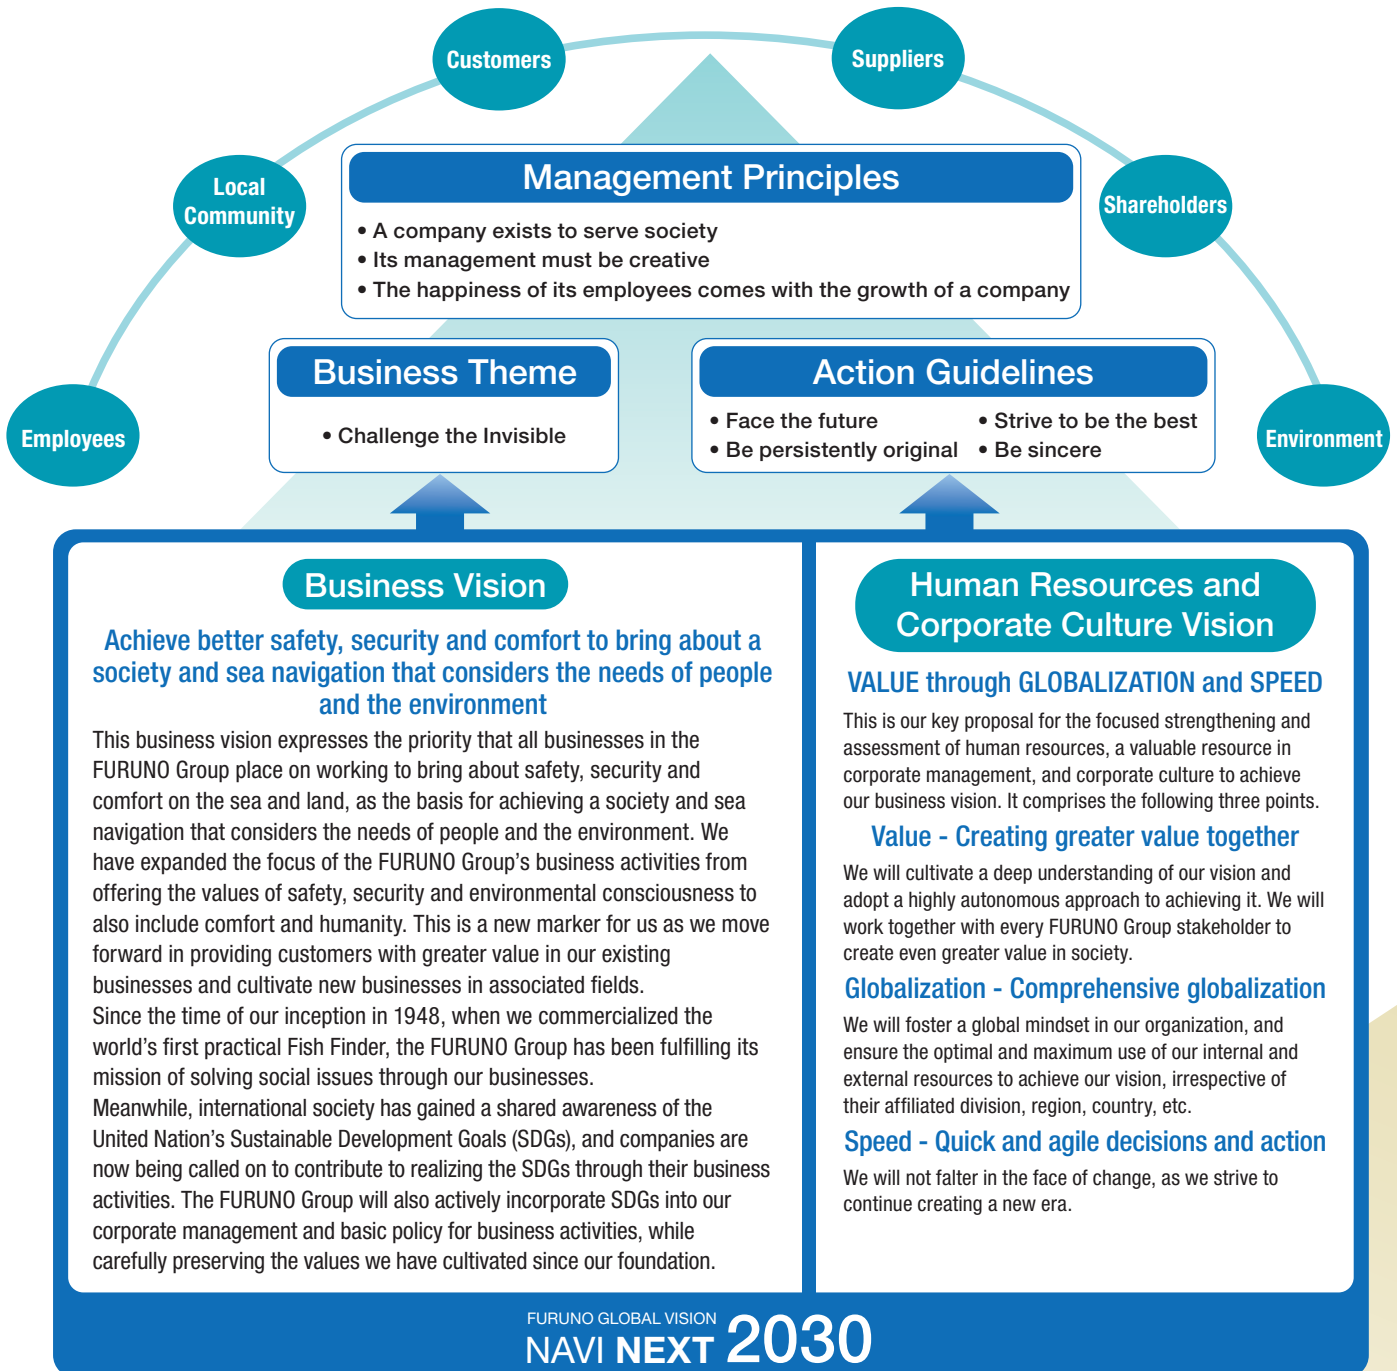 Customers
Suppliers
Local
Community
Shareholders
Employees
Environment
Management Principles
• A company exists to serve society
• Its management must be creative
• The happiness of its employees comes with the growth of a company
Business Theme
• Challenge the Invisible
Action Guidelines
• Face the future
• Be persistently original
• Strive to be the best
• Be sincere
Business Vision
Achieve better safety, security and comfort to bring about a
society and sea navigation that considers the needs of people
and the environment
This business vision expresses the priority that all businesses in the
FURUNO Group place on working to bring about safety, security and
comfort on the sea and land, as the basis for achieving a society and sea
navigation that considers the needs of people and the environment. We
have expanded the focus of the FURUNO Group's business activities from
offering the values of safety, security and environmental consciousness to
also include comfort and humanity. This is a new marker for us as we move
forward in providing customers with greater value in our existing
businesses and cultivate new businesses in associated fields.
Since the time of our inception in 1948, when we commercialized the
world's first practical Fish Finder, the FURUNO Group has been fulfilling its
mission of solving social issues through our businesses.
Meanwhile, international society has gained a shared awareness of the
United Nation's Sustainable Development Goals (SDGs), and companies are
now being called on to contribute to realizing the SDGs through their business
activities. The FURUNO Group will also actively incorporate SDGs into our
corporate management and basic policy for business activities, while
carefully preserving the values we have cultivated since our foundation.
Human Resources and
Corporate Culture Vision
VALUE through GLOBALIZATION and SPEED
This is our key proposal for the focused strengthening and
assessment of human resources, a valuable resource in
corporate management, and corporate culture to achieve
our business vision. It comprises the following three points.
Value - Creating greater value together
We will cultivate a deep understanding of our vision and
adopt a highly autonomous approach to achieving it. We will
work together with every FURUNO Group stakeholder to
create even greater value in society.
Globalization - Comprehensive globalization
We will foster a global mindset in our organization, and
ensure the optimal and maximum use of our internal and
external resources to achieve our vision, irrespective of
their affiliated division, region, country, etc.
Speed - Quick and agile decisions and action
We will not falter in the face of change, as we strive to
continue creating a new era.
FURUNO GLOBAL VISION
NAVI NEXT 2030